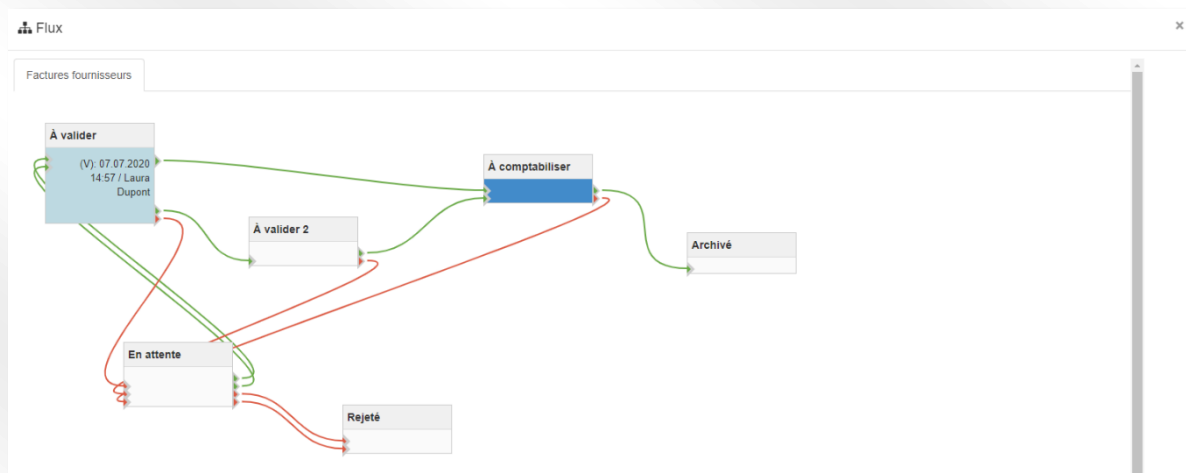 Flux
×
Factures fournisseurs
À valider
(V): 07.07.2020
14:57 / Laura
Dupont
À comptabiliser
À valider 2
Archivé
En attente
Rejeté